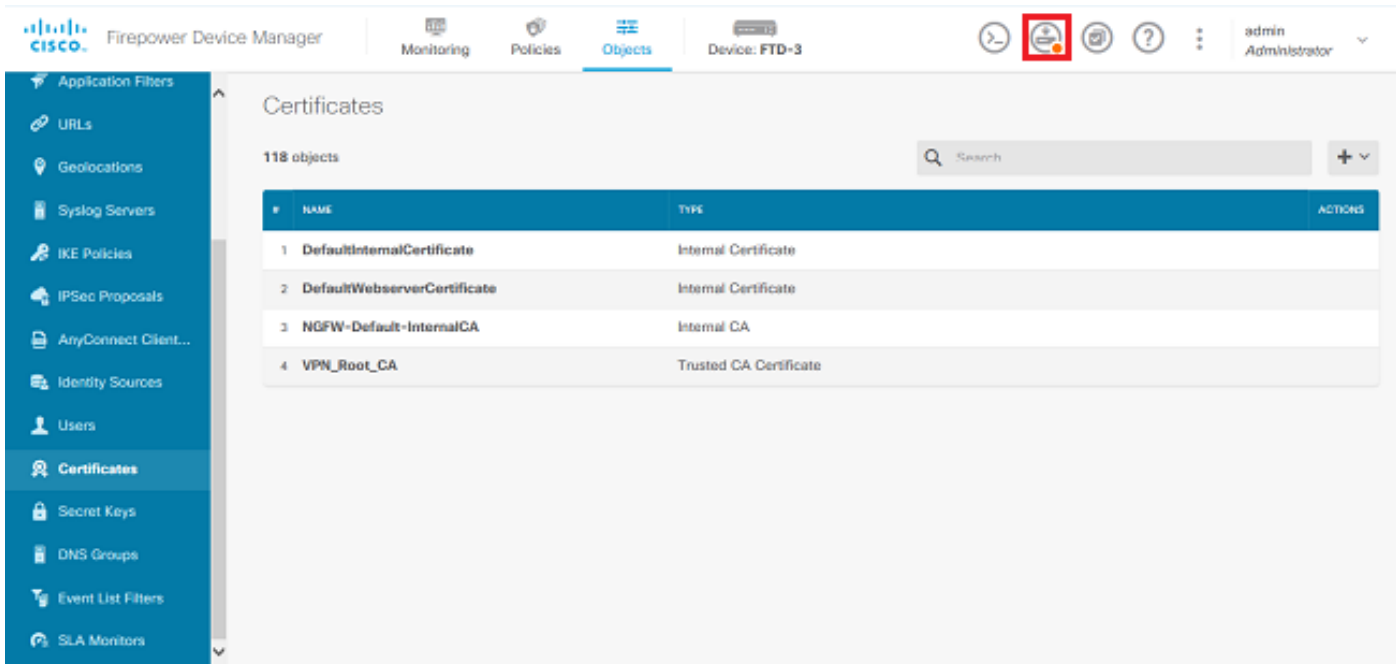 CISCO. Firepower Device Manager
Monitoring
Policies
Objects
Device: FTD-3
admin
Administrator
Application Filters
URLs
Geolocations
Syslog Servers
IKE Policies
IPSec Proposals
AnyConnect Client...
Identity Sources
Users
Certificates
Secret Keys
DNS Groups
Event List Filters
SLA Monitors
Certificates
118 objects
Search
# NAME TYPE ACTIONS
1 DefaultInternalCertificate Internal Certificate
2 DefaultWebserverCertificate Internal Certificate
3 NGFW-Default-InternalCA Internal CA
4 VPN_Root_CA Trusted CA Certificate